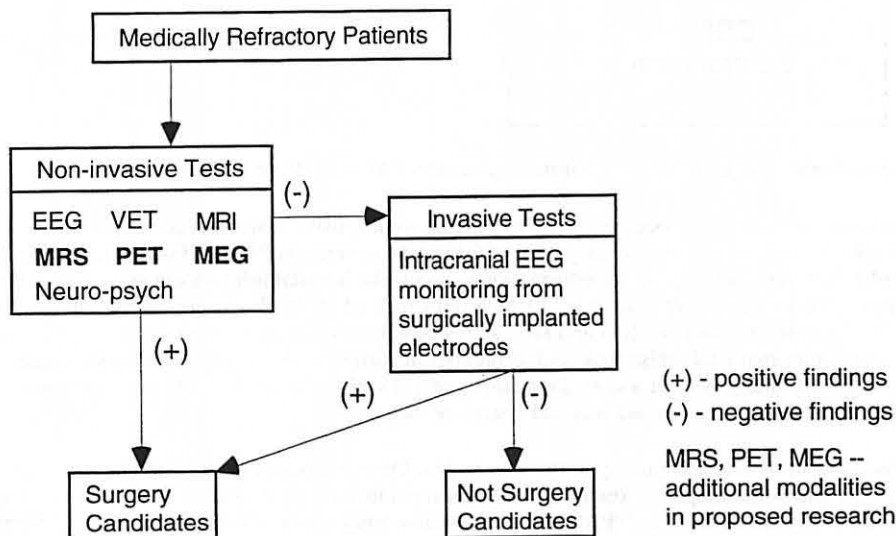 Medically Refractory Patients
Non-invasive Tests
EEG VET MRI
MRS PET MEG
Neuro-psych
(-)
Invasive Tests
Intracranial EEG
monitoring from
surgically implanted
electrodes
(+)
(+)
(-)
Surgery
Candidates
Not Surgery
Candidates
(+) - positive findings
(-) - negative findings
MRS, PET, MEG --
additional modalities
in proposed research